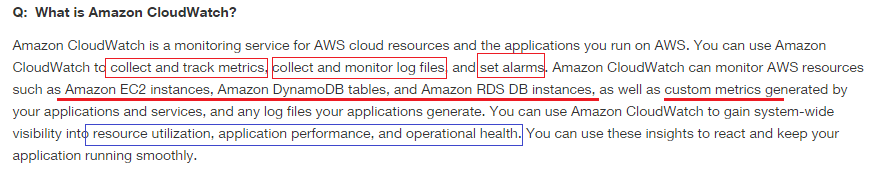 Q: What is Amazon CloudWatch?
Amazon CloudWatch is a monitoring service for AWS cloud resources and the applications you run on AWS. You can use Amazon
CloudWatch to collect and track metrics, collect and monitor log files, and set alarms. Amazon CloudWatch can monitor AWS resources
such as Amazon EC2 instances, Amazon DynamoDB tables, and Amazon RDS DB instances, as well as custom metrics generated by
your applications and services, and any log files your applications generate. You can use Amazon CloudWatch to gain system-wide
visibility into resource utilization, application performance, and operational health. You can use these insights to react and keep your
application running smoothly.